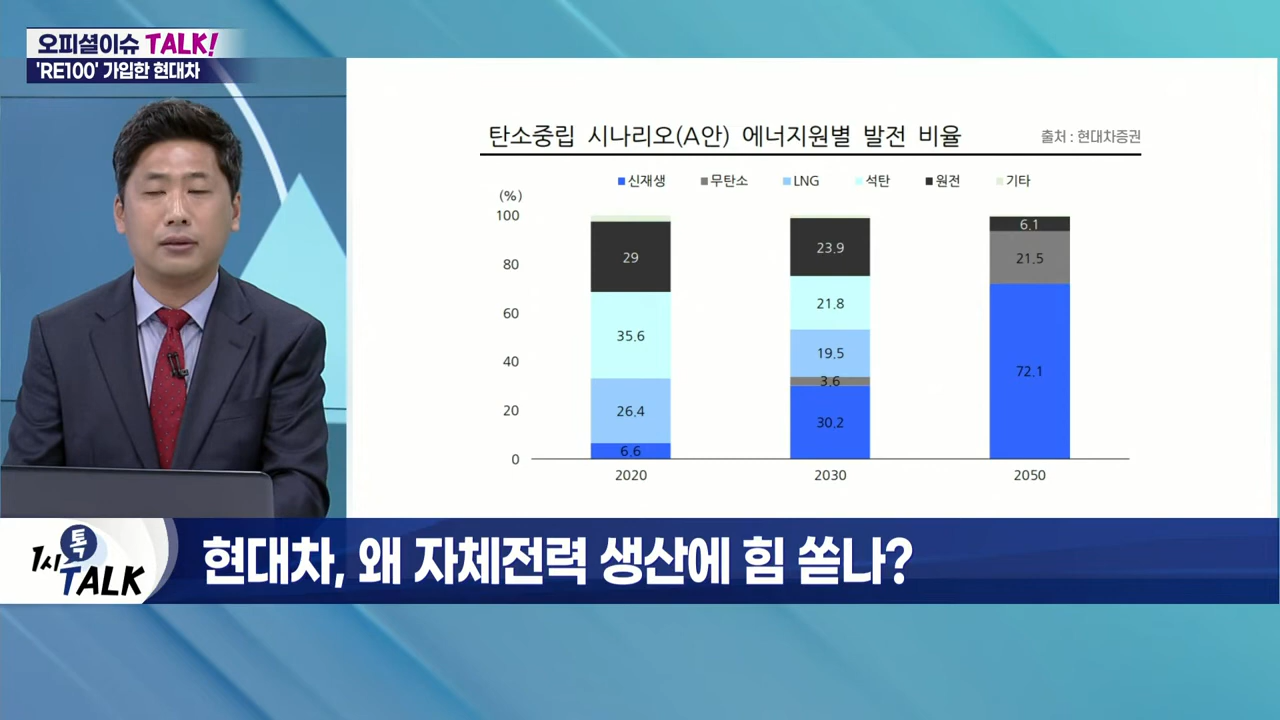 오피셜이슈 TALK!
'RE100' 가입한 현대차
탄소중립 시나리오(A안) 에너지원별 발전 비율
출처 : 현대차증권
신재생 무탄소 LNG 석탄 원전 기타
(%)
100
80
60
40
20
0
29
35.6
26.4
6.6
23.9
21.8
19.5
3.6
30.2
6.1
21.5
72.1
2020 2030 2050
1시 톡 TALK
현대차, 왜 자체전력 생산에 힘 쏟나?